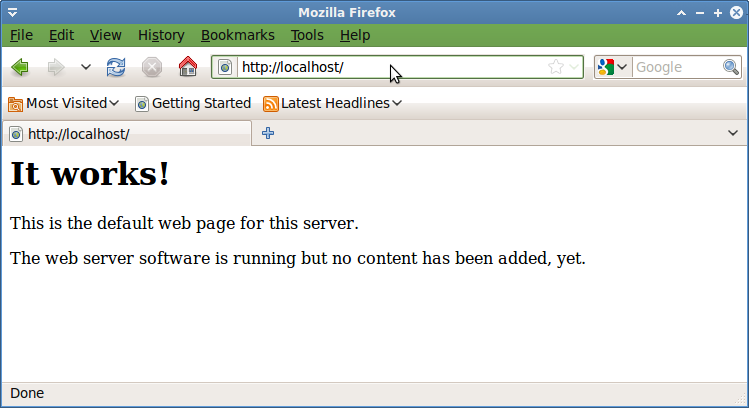 Mozilla Firefox
File Edit View History Bookmarks Tools Help
http://localhost/ Google
Most Visited Getting Started Latest Headlines
http://localhost/
It works!
This is the default web page for this server.
The web server software is running but no content has been added, yet.
Done